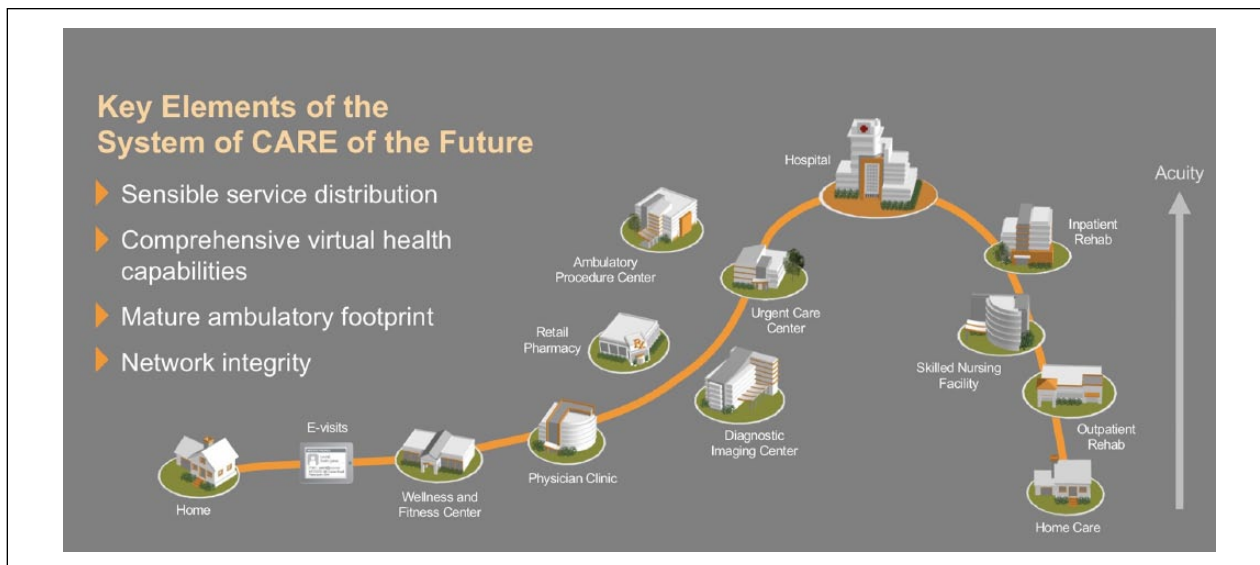 Key Elements of the
System of CARE of the Future
Sensible service distribution
Comprehensive virtual health
capabilities
Mature ambulatory footprint
Network integrity
Hospital
Acuity
Ambulatory
Procedure Center
Inpatient
Rehab
Urgent Care
Center
Retail
Pharmacy
Skilled Nursing
Facility
E-visits
Diagnostic
Imaging Center
Outpatient
Rehab
Physician Clinic
Wellness and
Fitness Center
Home
Home Care